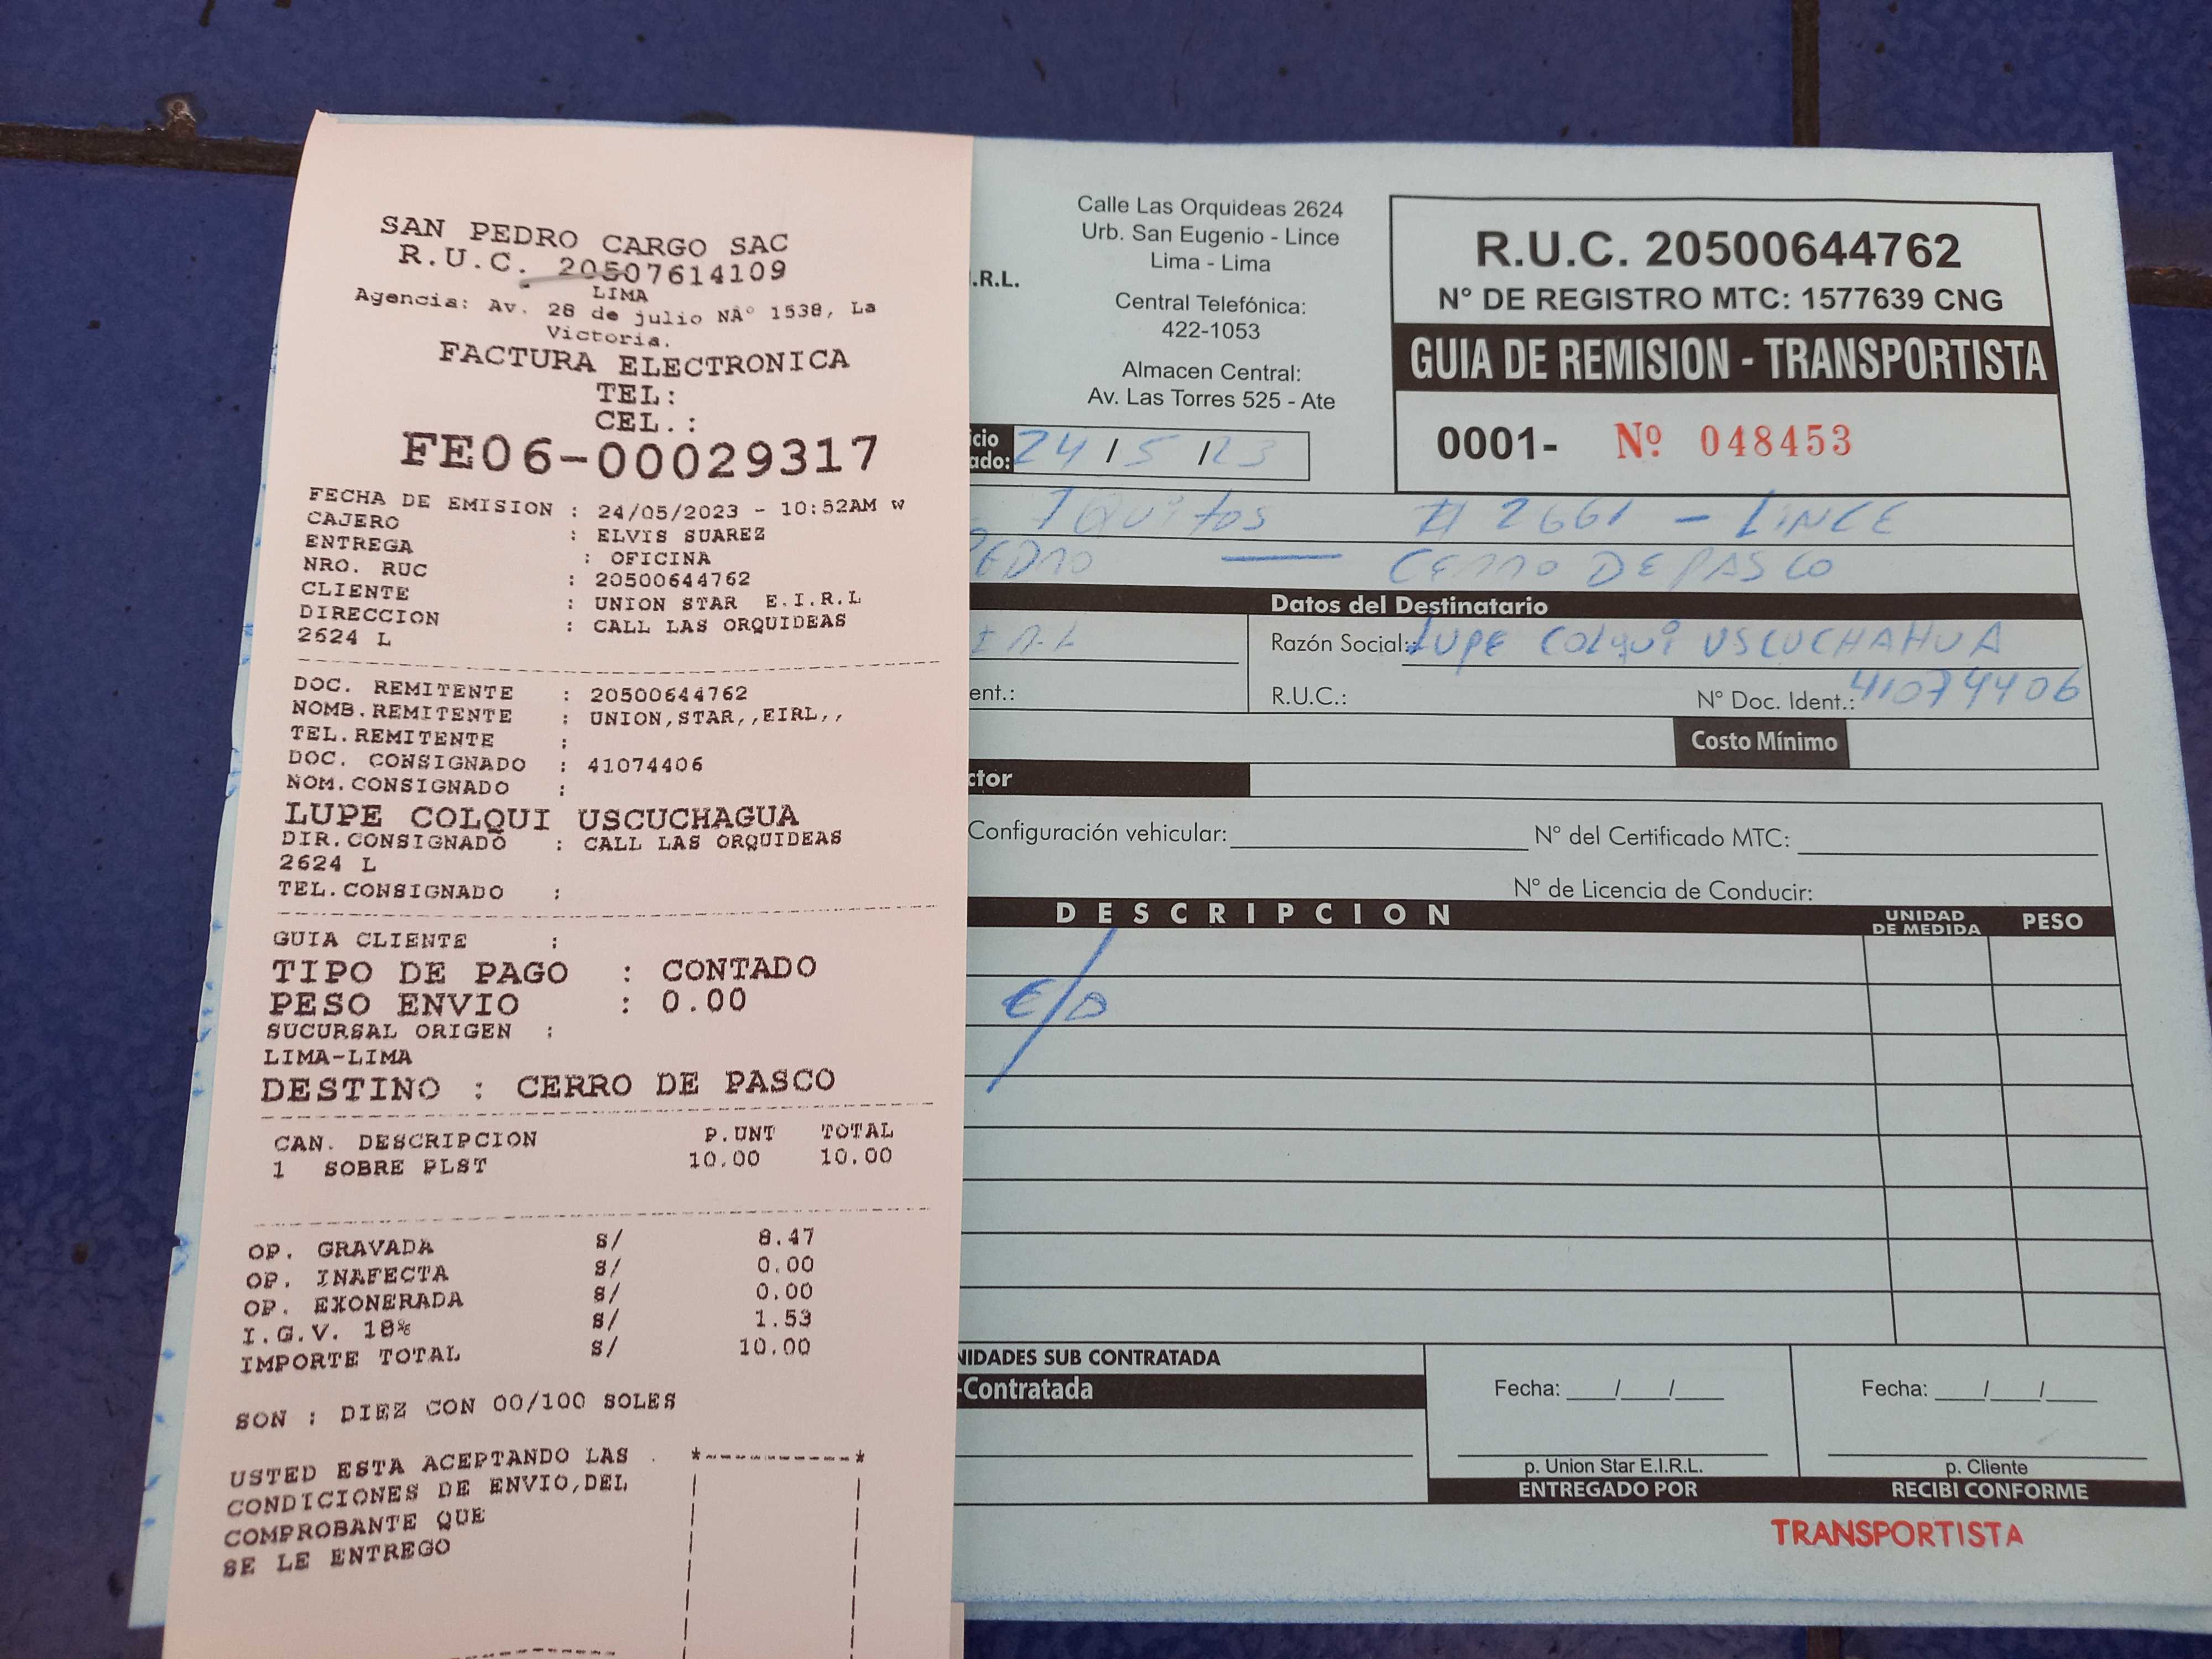 SAN PEDRO CARGO SAC
R.U.C. 20507614109
LIMA
Agencia: Av. 28 de julio NÂº 1538, La
Victoria.
FACTURA ELECTRONICA
TEL:
CEL.:
FE06-00029317
FECHA DE EMISION : 24/05/2023 - 10:52AM w
CAJERO : ELVIS SUAREZ
ENTREGA : OFICINA
NRO. RUC : 20500644762
CLIENTE : UNION STAR E.I.R.L
DIRECCION : CALL LAS ORQUIDEAS
2624 L
DOC. REMITENTE : 20500644762
NOMB.REMITENTE : UNION,STAR,,EIRL,,
TEL.REMITENTE :
DOC. CONSIGNADO : 41074406
NOM.CONSIGNADO :
LUPE COLQUI USCUCHAGUA
DIR.CONSIGNADO : CALL LAS ORQUIDEAS
2624 L
TEL.CONSIGNADO :
GUIA CLIENTE :
TIPO DE PAGO : CONTADO
PESO ENVIO : 0.00
SUCURSAL ORIGEN :
LIMA-LIMA
DESTINO : CERRO DE PASCO
CAN. DESCRIPCION P.UNT TOTAL
1 SOBRE PLST 10.00 10.00
OP. GRAVADA S/ 8.47
OP. INAFECTA S/ 0.00
OP. EXONERADA S/ 0.00
I.G.V. 18% S/ 1.53
IMPORTE TOTAL S/ 10.00
SON : DIEZ CON 00/100 SOLES
USTED ESTA ACEPTANDO LAS
CONDICIONES DE ENVIO,DEL
COMPROBANTE QUE
SE LE ENTREGO
.R.L.
Calle Las Orquideas 2624
Urb. San Eugenio - Lince
Lima - Lima
Central Telefónica:
422-1053
Almacen Central:
Av. Las Torres 525 - Ate
R.U.C. 20500644762
N° DE REGISTRO MTC: 1577639 CNG
GUIA DE REMISION - TRANSPORTISTA
0001- Nº 048453
icio
ado: 24 / 5 / 23
Iquitos # 2661 - LINCE
PEDRO — CERRO DE PASCO
Datos del Destinatario
I.R.L Razón Social: LUPE COLQUI USCUCHAHUA
ent.: R.U.C.: N° Doc. Ident.: 41074406
Costo Mínimo
ctor
Configuración vehicular: N° del Certificado MTC:
N° de Licencia de Conducir:
DESCRIPCION UNIDAD DE MEDIDA PESO
E/D
NIDADES SUB CONTRATADA
-Contratada
Fecha: / / Fecha: / /
p. Union Star E.I.R.L. p. Cliente
ENTREGADO POR RECIBI CONFORME
TRANSPORTISTA